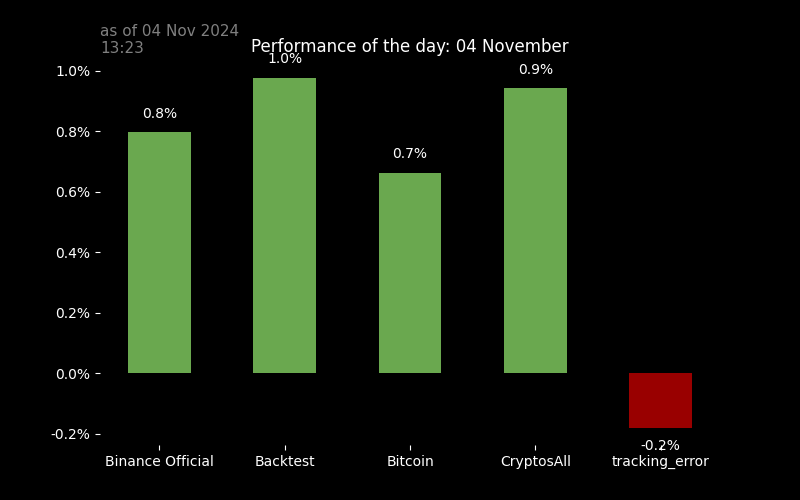 as of 04 Nov 2024
13:23
Performance of the day: 04 November
1.0%
0.8%
0.6%
0.4%
0.2%
0.0%
-0.2%
0.8%
1.0%
0.7%
0.9%
-0.2%
Binance Official
Backtest
Bitcoin
CryptosAll
tracking_error